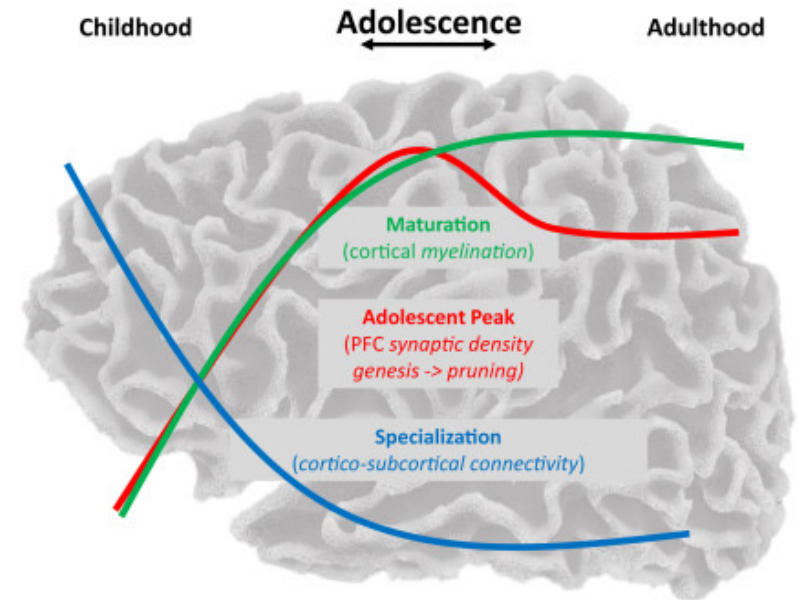 Childhood
Adolescence
Adulthood
Maturation
(cortical myelination)
Adolescent Peak
(PFC synaptic density
genesis -> pruning)
Specialization
(cortico-subcortical connectivity)